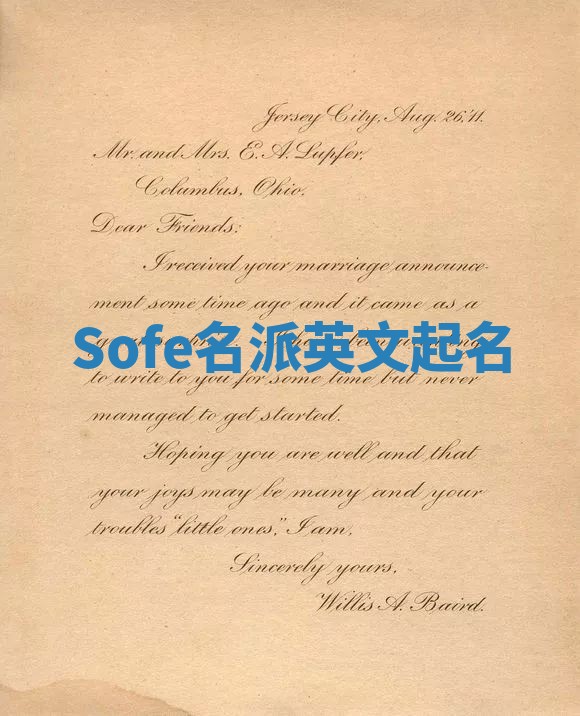 Jersey City, Aug. 26,'11.
Mr. and Mrs. E. A. Lupfer,
Columbus, Ohio.
Dear Friends:
I received your marriage announce-
ment some time ago and it came as a
Sofe名派英文起名
to write to you for some time but never
managed to get started.
Hoping you are well and that
your joys may be many and your
troubles "little ones," I am,
Sincerely yours,
Willis A. Baird.